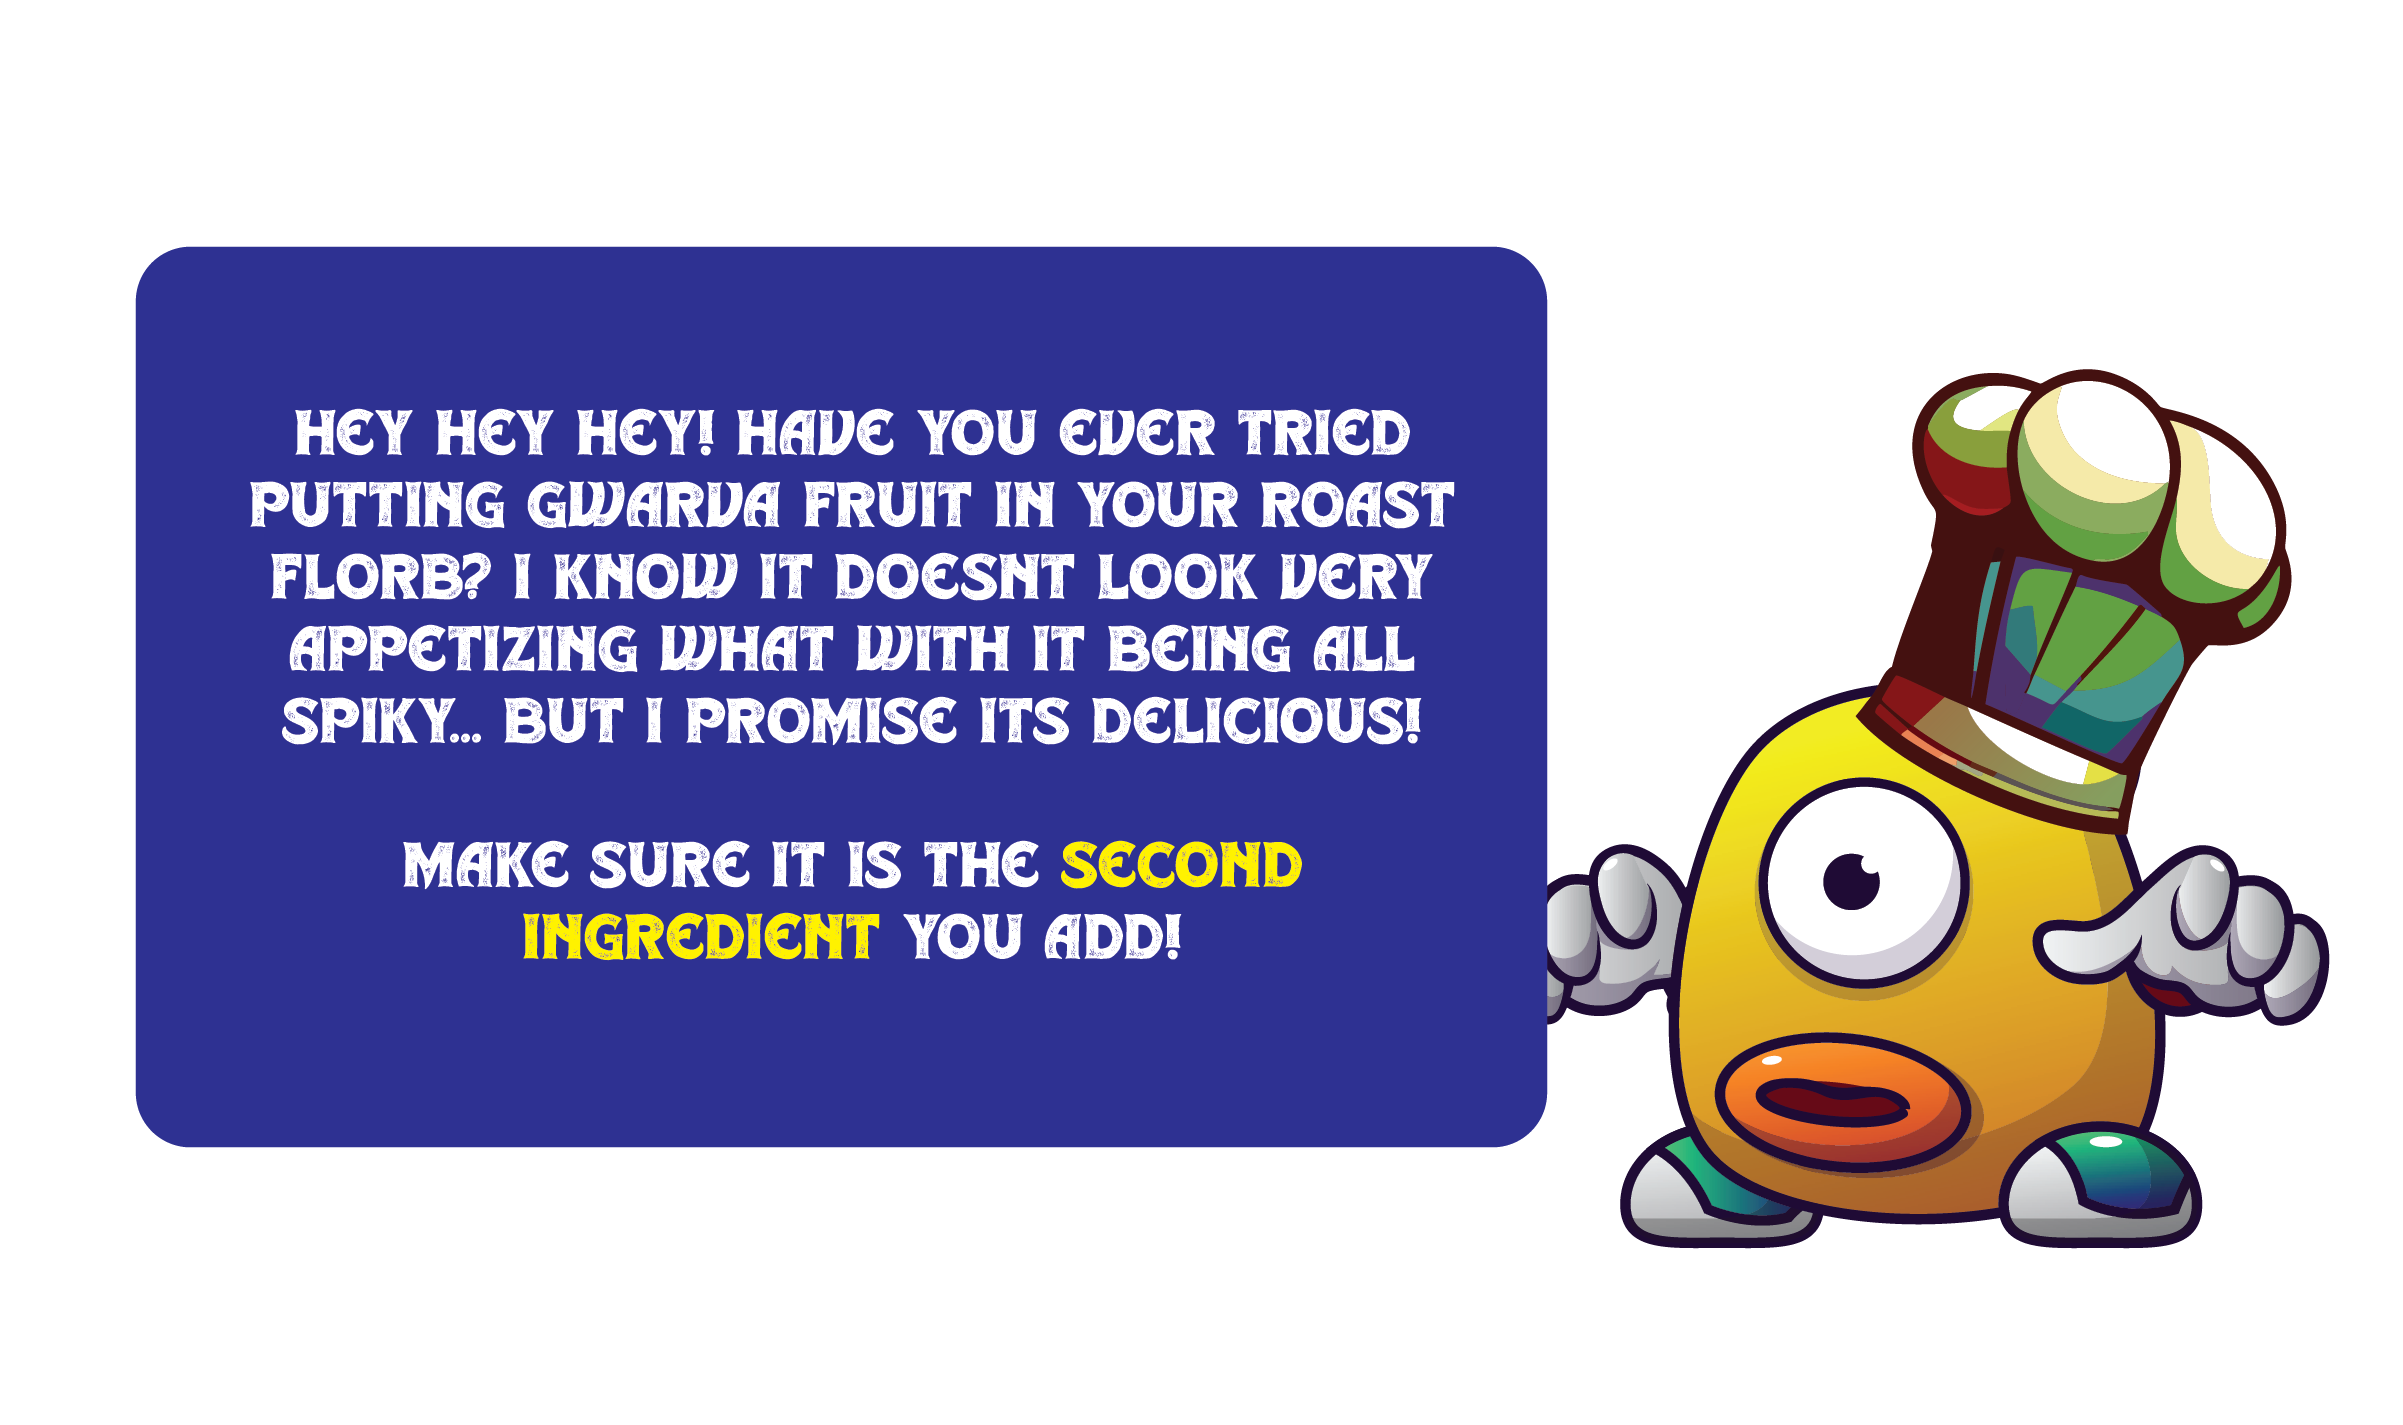 HEY HEY HEY! HAVE YOU EVER TRIED
PUTTING GWARVA FRUIT IN YOUR ROAST
FLORB? I KNOW IT DOESNT LOOK VERY
APPETIZING WHAT WITH IT BEING ALL
SPIKY... BUT I PROMISE ITS DELICIOUS!
MAKE SURE IT IS THE SECOND
INGREDIENT YOU ADD!